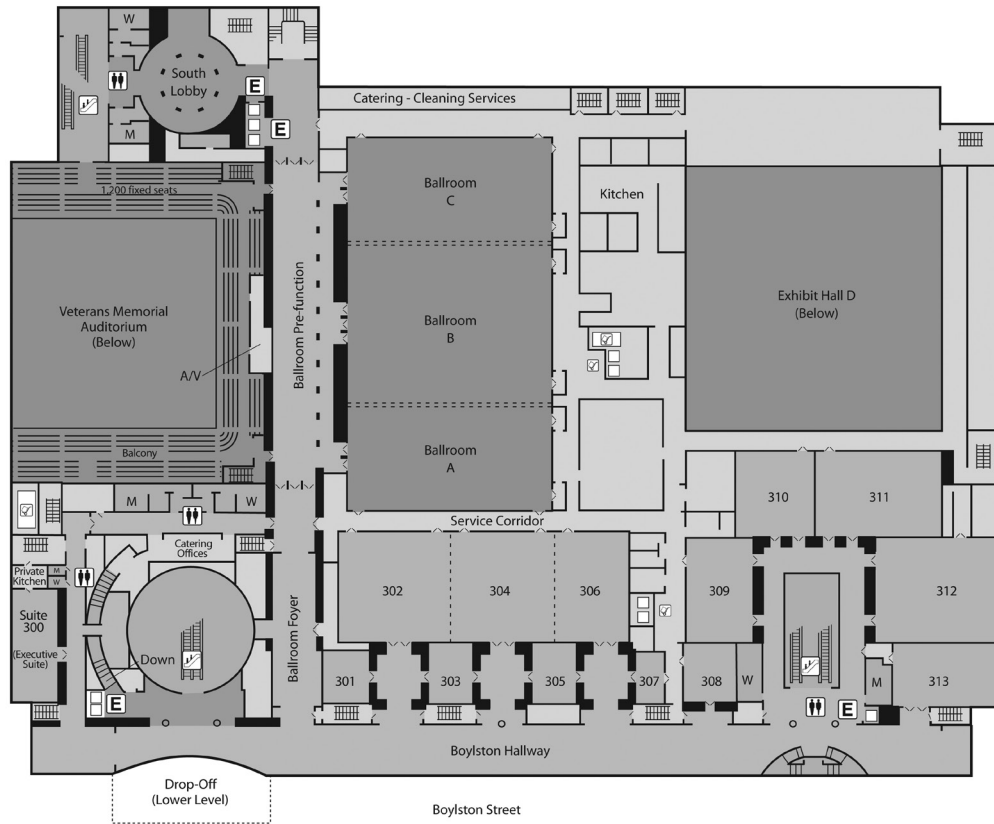 W
South
Lobby
E
M
E
Catering - Cleaning Services
1,200 fixed seats
Ballroom
C
Kitchen
Veterans Memorial
Auditorium
(Below)
A/V
Ballroom Pre-function
Ballroom
B
Exhibit Hall D
(Below)
Balcony
Ballroom
A
M
W
310
311
Service Corridor
Catering
Offices
Private
Kitchen
M
W
302
304
306
309
312
Suite
300
(Executive
Suite)
Down
Ballroom Foyer
301
303
305
307
308
W
M
313
E
E
Boylston Hallway
Drop-Off
(Lower Level)
Boylston Street